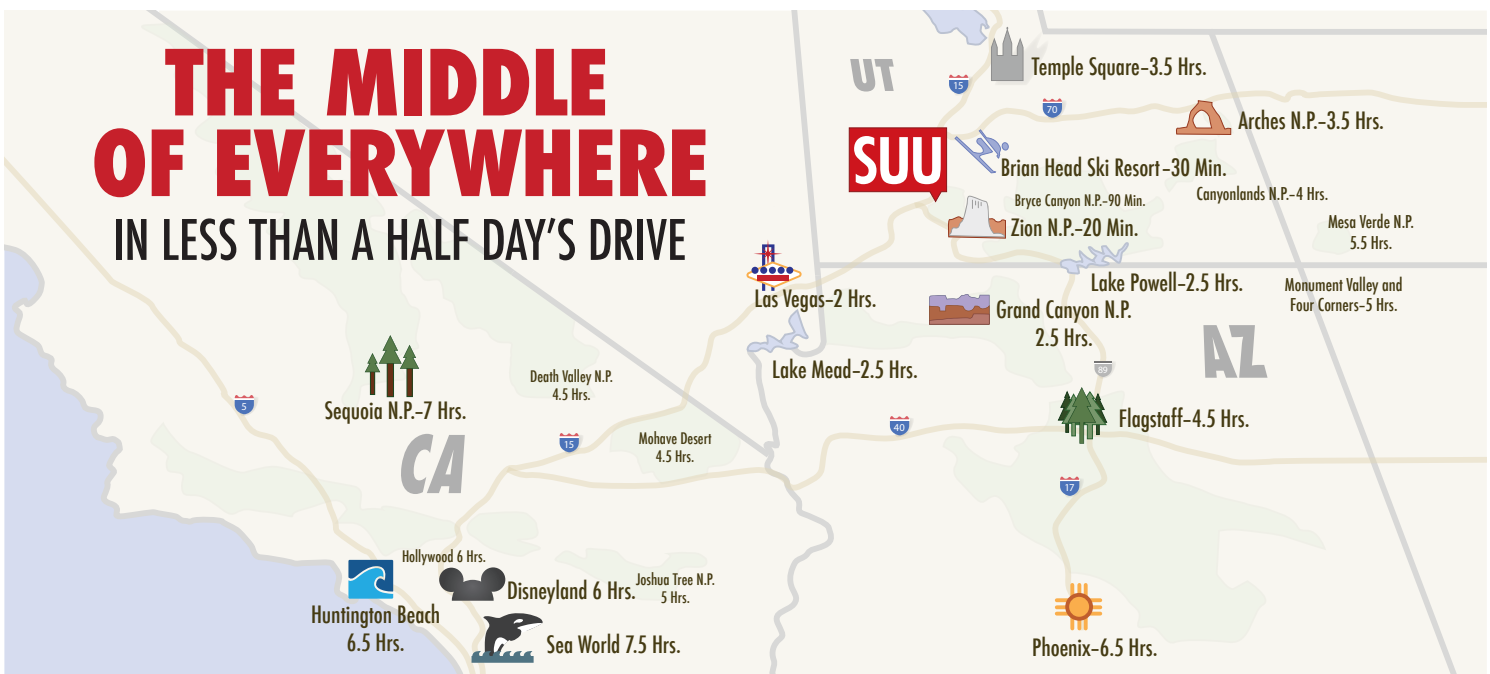 THE MIDDLE
OF EVERYWHERE
IN LESS THAN A HALF DAY'S DRIVE
UT
15
Temple Square–3.5 Hrs.
70
Arches N.P.–3.5 Hrs.
SUU
Brian Head Ski Resort–30 Min.
Bryce Canyon N.P.–90 Min.
Canyonlands N.P.–4 Hrs.
Zion N.P.–20 Min.
Mesa Verde N.P.
5.5 Hrs.
Las Vegas–2 Hrs.
Lake Powell–2.5 Hrs.
Monument Valley and
Four Corners–5 Hrs.
Grand Canyon N.P.
2.5 Hrs.
AZ
Lake Mead–2.5 Hrs.
89
Death Valley N.P.
4.5 Hrs.
Sequoia N.P.–7 Hrs.
5
CA
15
Mohave Desert
4.5 Hrs.
40
Flagstaff–4.5 Hrs.
17
Hollywood 6 Hrs.
Disneyland 6 Hrs.
Joshua Tree N.P.
5 Hrs.
Huntington Beach
6.5 Hrs.
Sea World 7.5 Hrs.
Phoenix–6.5 Hrs.